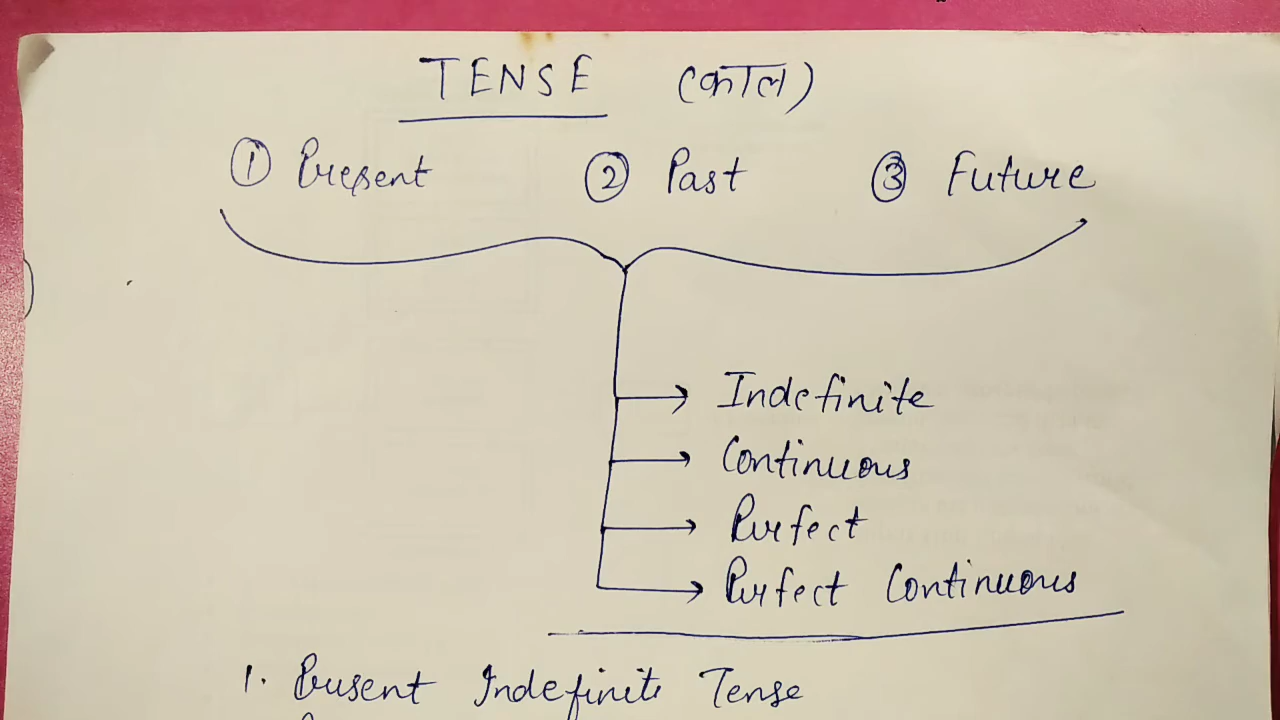 TENSE (काल)
① Present ② Past ③ Future
Indefinite
Continuous
Perfect
Perfect Continuous
1. Present Indefinite Tense